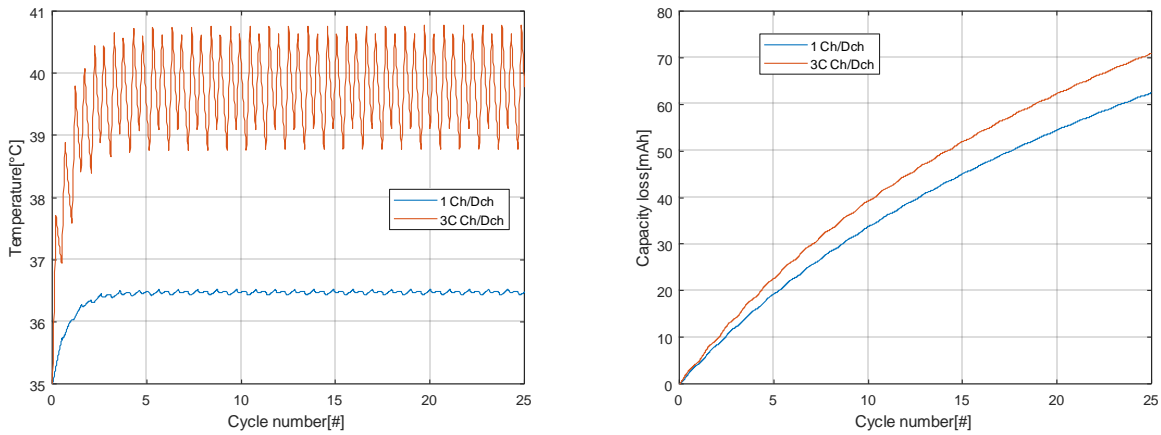 41
40
39
38
37
36
35
Temperature[°C]
1 Ch/Dch
3C Ch/Dch
0 5 10 15 20 25
Cycle number[#]
80
70
60
50
40
30
20
10
0
Capacity loss[mAh]
1 Ch/Dch
3C Ch/Dch
0 5 10 15 20 25
Cycle number[#]